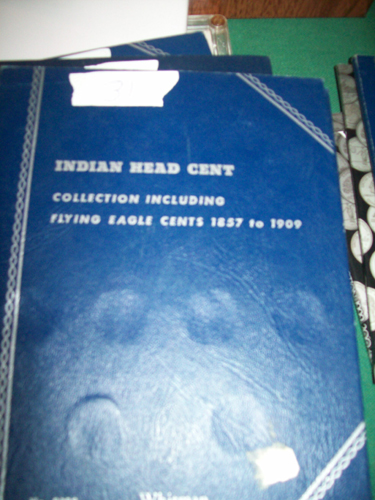 INDIAN HEAD CENT
COLLECTION INCLUDING
FLYING EAGLE CENTS 1857 to 1909